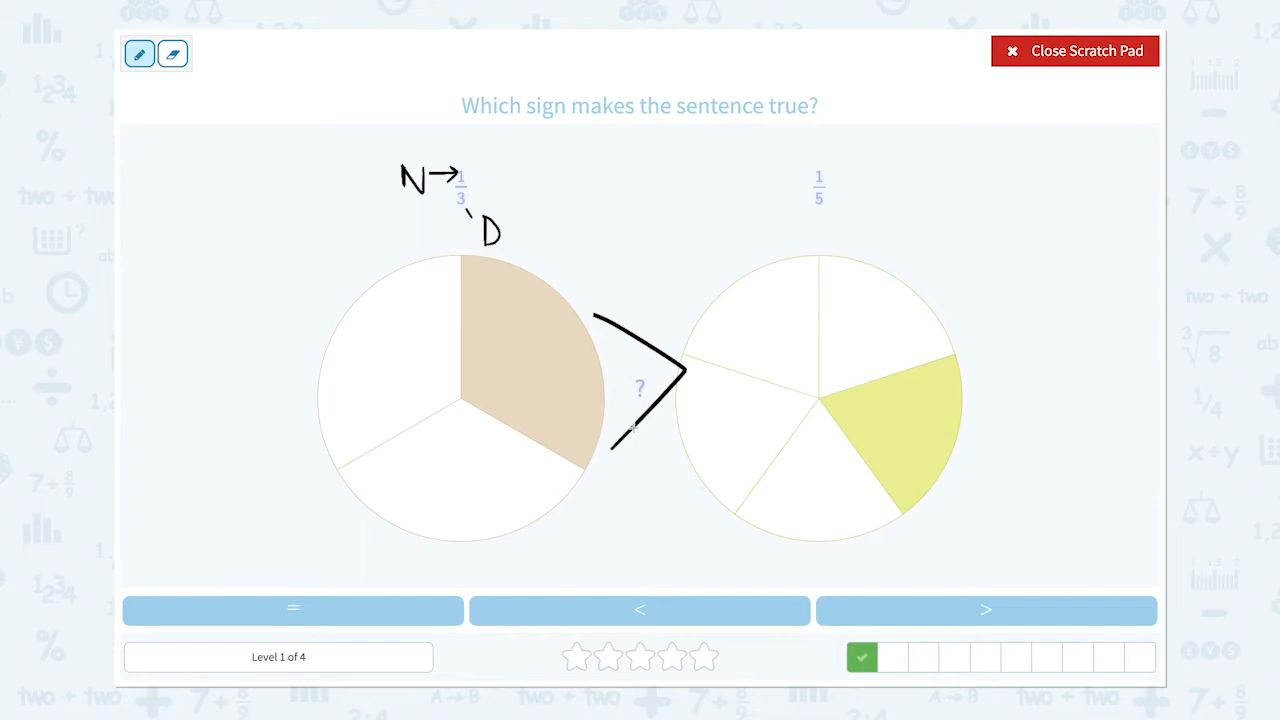 Close Scratch Pad
Which sign makes the sentence true?
N→ 1/3
D
1/5
?
= < >
Level 1 of 4